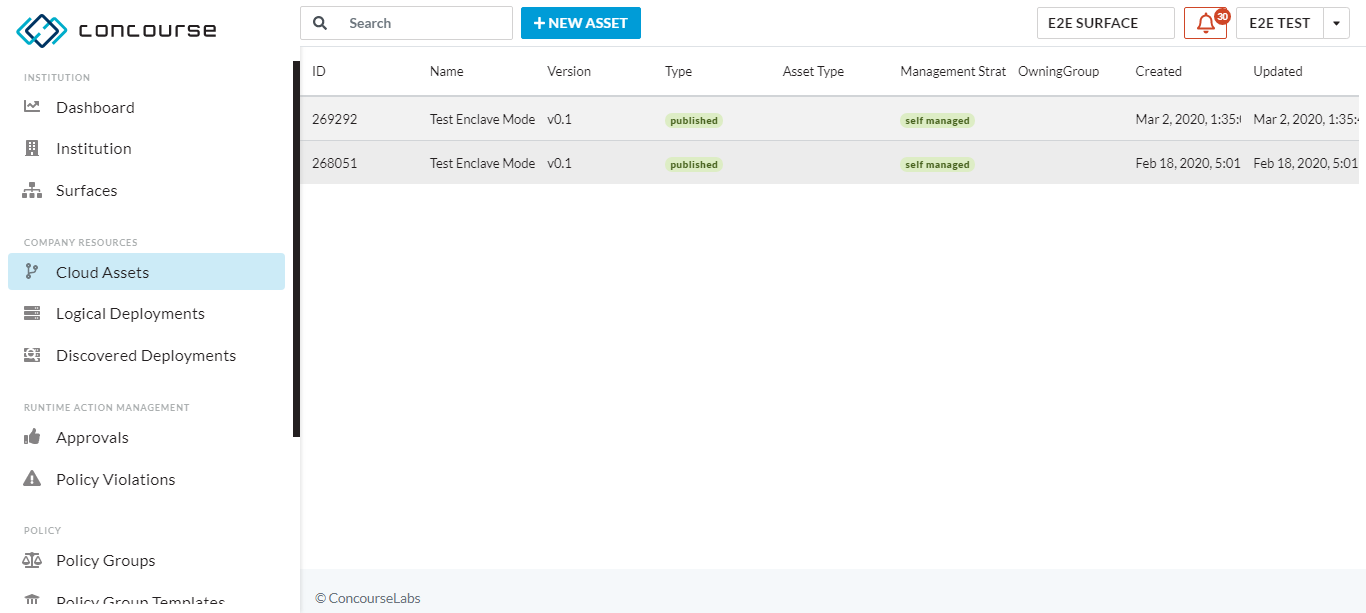 concourse
Search
+ NEW ASSET
E2E SURFACE
30
E2E TEST
INSTITUTION
Dashboard
Institution
Surfaces
COMPANY RESOURCES
Cloud Assets
Logical Deployments
Discovered Deployments
RUNTIME ACTION MANAGEMENT
Approvals
Policy Violations
POLICY
Policy Groups
Policy Group Templates
ID Name Version Type Asset Type Management Strat OwningGroup Created Updated
269292 Test Enclave Mode v0.1 published self managed Mar 2, 2020, 1:35: Mar 2, 2020, 1:35:
268051 Test Enclave Mode v0.1 published self managed Feb 18, 2020, 5:01 Feb 18, 2020, 5:01
© ConcourseLabs